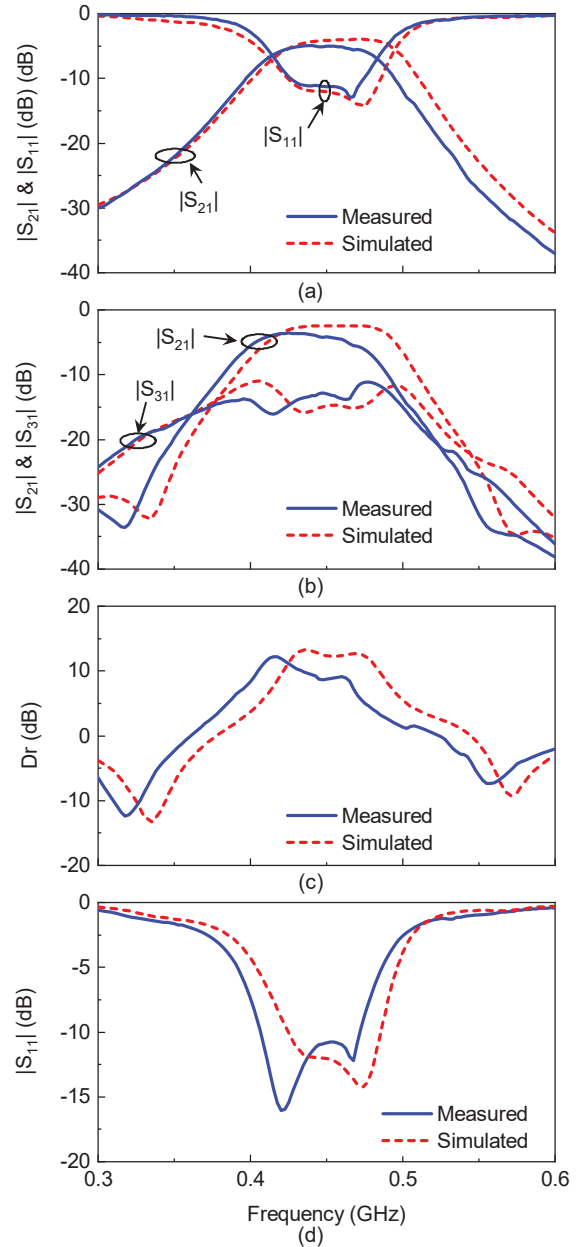 0
-10
-20
-30
-40
|S21| & |S11| (dB) (dB)
|S11|
|S21|
Measured
Simulated
(a)
0
-10
-20
-30
-40
|S21| & |S31| (dB)
|S21|
|S31|
Measured
Simulated
(b)
20
10
0
-10
-20
Dr (dB)
Measured
Simulated
(c)
0
-5
-10
-15
-20
|S11| (dB)
Measured
Simulated
0.3 0.4 0.5 0.6
Frequency (GHz)
(d)